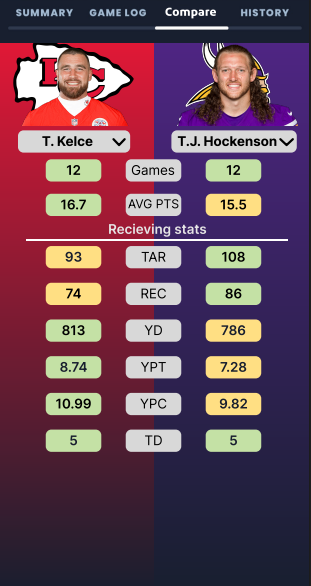 SUMMARY GAME LOG Compare HISTORY
KC
T. Kelce T.J. Hockenson
12 Games 12
16.7 AVG PTS 15.5
Recieving stats
93 TAR 108
74 REC 86
813 YD 786
8.74 YPT 7.28
10.99 YPC 9.82
5 TD 5